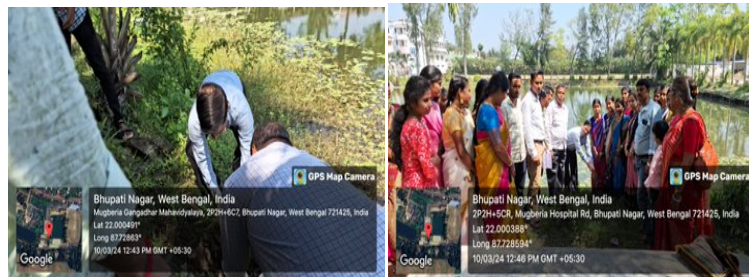 GPS Map Camera
Bhupati Nagar, West Bengal, India
Mugberia Gangadhar Mahavidyalaya, 2P2H+6C7, Bhupati Nagar, West Bengal 721425, India
Lat 22.000491°
Long 87.72863°
10/03/24 12:43 PM GMT +05:30
Google
GPS Map Camera
Bhupati Nagar, West Bengal, India
2P2H+5CR, Mugberia Hospital Rd, Bhupati Nagar, West Bengal 721425, India
Lat 22.000388°
Long 87.728594°
10/03/24 12:46 PM GMT +05:30
Google